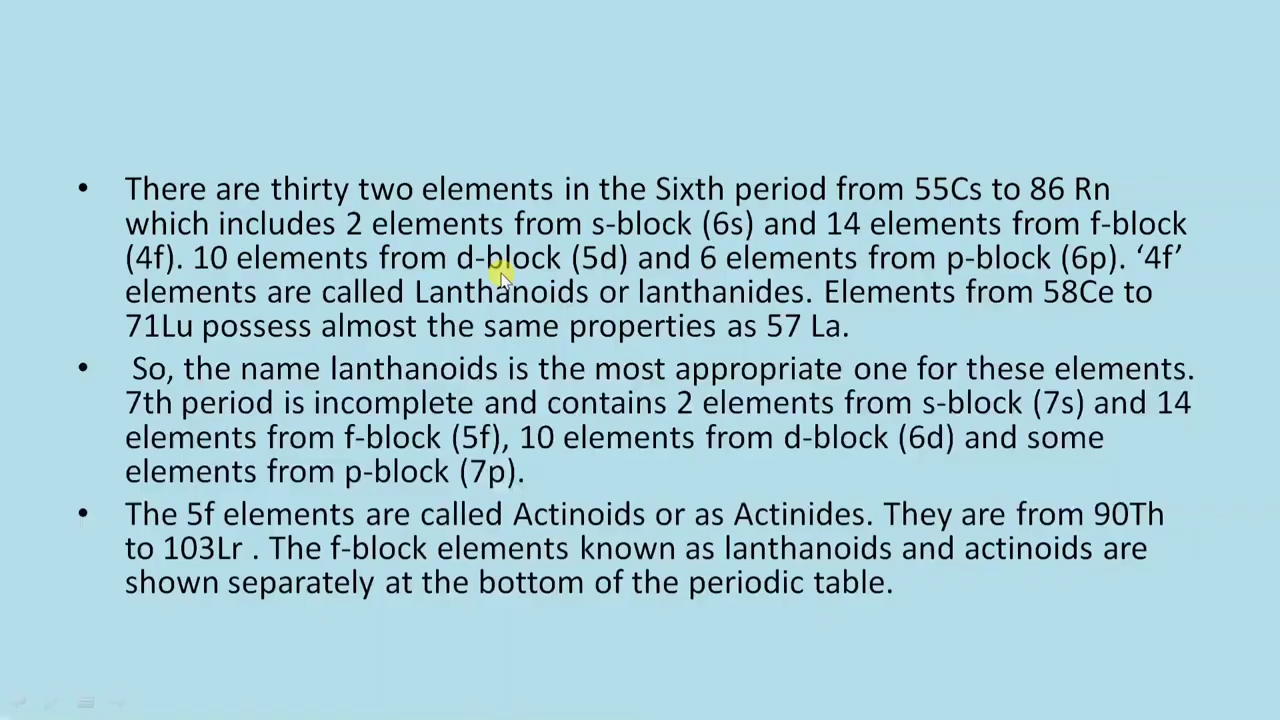 • There are thirty two elements in the Sixth period from 55Cs to 86 Rn
which includes 2 elements from s-block (6s) and 14 elements from f-block
(4f). 10 elements from d-block (5d) and 6 elements from p-block (6p). ‘4f’
elements are called Lanthanoids or lanthanides. Elements from 58Ce to
71Lu possess almost the same properties as 57 La.
• So, the name lanthanoids is the most appropriate one for these elements.
7th period is incomplete and contains 2 elements from s-block (7s) and 14
elements from f-block (5f), 10 elements from d-block (6d) and some
elements from p-block (7p).
• The 5f elements are called Actinoids or as Actinides. They are from 90Th
to 103Lr . The f-block elements known as lanthanoids and actinoids are
shown separately at the bottom of the periodic table.